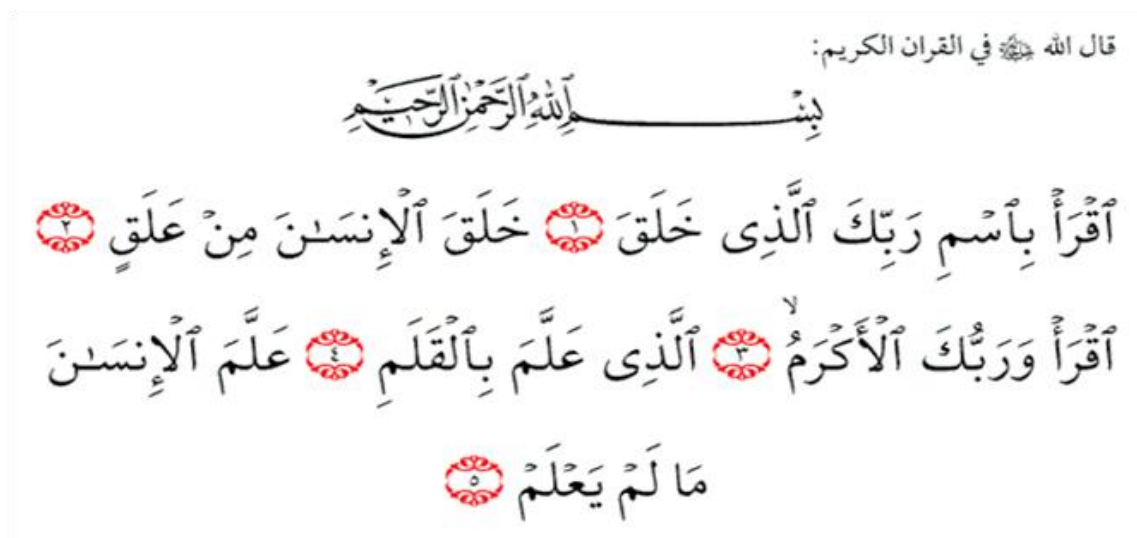 قال الله ﷻ في القران الكريم:
بِسْمِ ٱللَّهِ ٱلرَّحْمَٰنِ ٱلرَّحِيمِ
ٱقْرَأْ بِٱسْمِ رَبِّكَ ٱلَّذِى خَلَقَ ١ خَلَقَ ٱلْإِنسَـٰنَ مِنْ عَلَقٍ ٢
ٱقْرَأْ وَرَبُّكَ ٱلْأَكْرَمُ ۙ ٣ ٱلَّذِى عَلَّمَ بِٱلْقَلَمِ ٤ عَلَّمَ ٱلْإِنسَـٰنَ
مَا لَمْ يَعْلَمْ ٥